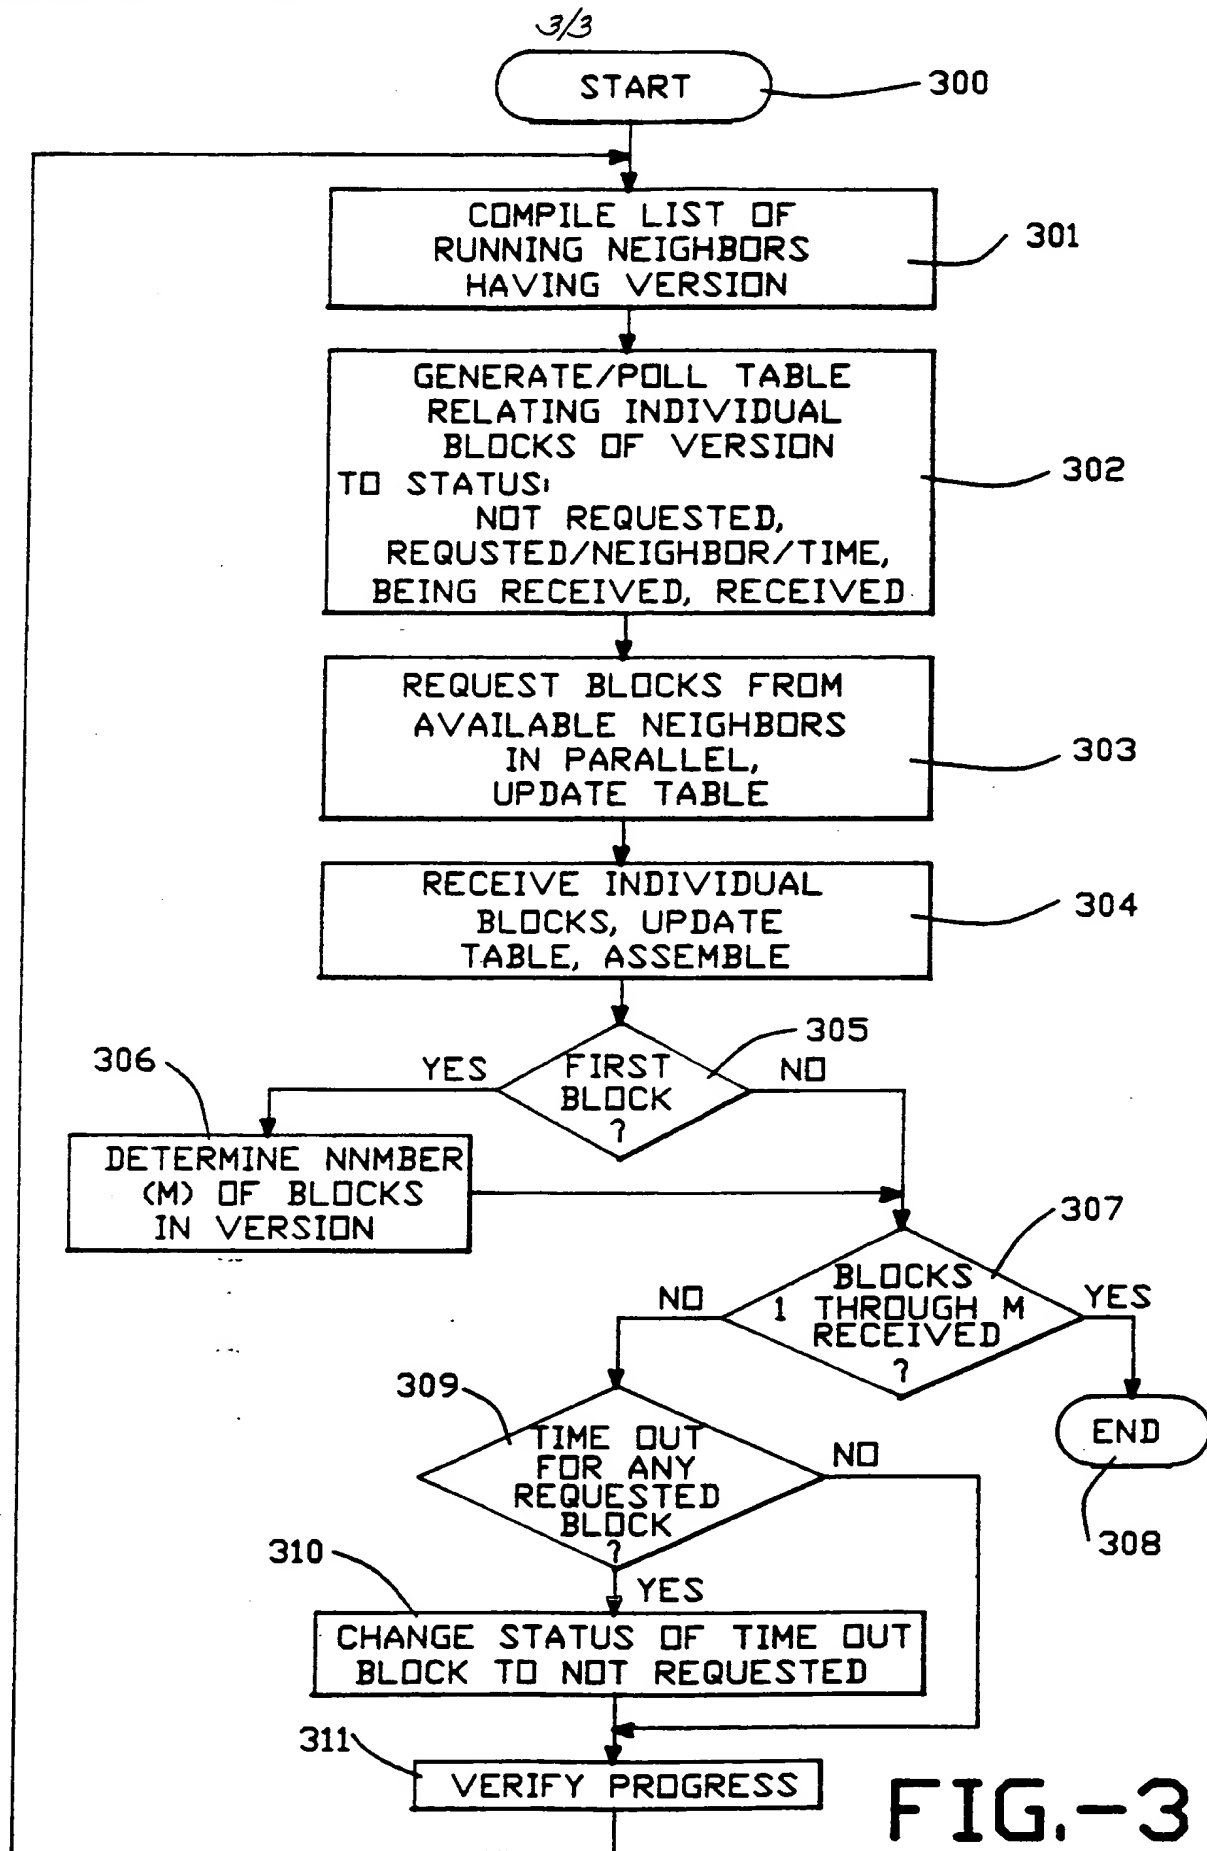 3/3
START
300
COMPILE LIST OF
RUNNING NEIGHBORS
HAVING VERSION
301
GENERATE/POLL TABLE
RELATING INDIVIDUAL
BLOCKS OF VERSION
TO STATUS:
NOT REQUESTED,
REQUSTED/NEIGHBOR/TIME,
BEING RECEIVED, RECEIVED
302
REQUEST BLOCKS FROM
AVAILABLE NEIGHBORS
IN PARALLEL,
UPDATE TABLE
303
RECEIVE INDIVIDUAL
BLOCKS, UPDATE
TABLE, ASSEMBLE
304
305
306
YES
FIRST
BLOCK
?
NO
DETERMINE NNMBER
(M) OF BLOCKS
IN VERSION
307
BLOCKS
1 THROUGH M
RECEIVED
?
NO
YES
309
TIME OUT
FOR ANY
REQUESTED
BLOCK
?
NO
END
308
310
YES
CHANGE STATUS OF TIME OUT
BLOCK TO NOT REQUESTED
311
VERIFY PROGRESS
FIG.-3